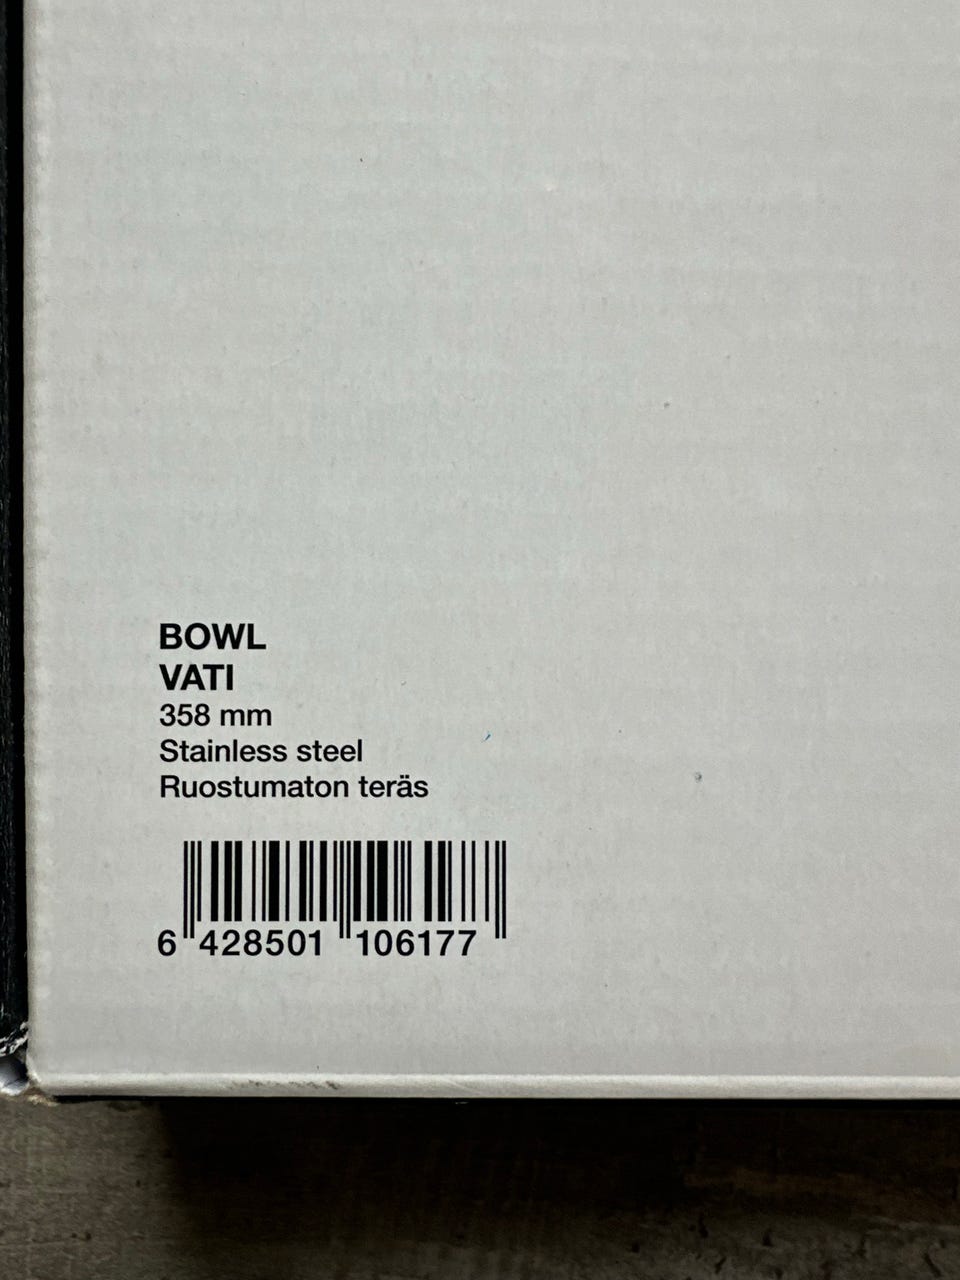 BOWL
VATI
358 mm
Stainless steel
Ruostumaton teräs
6 428501 106177